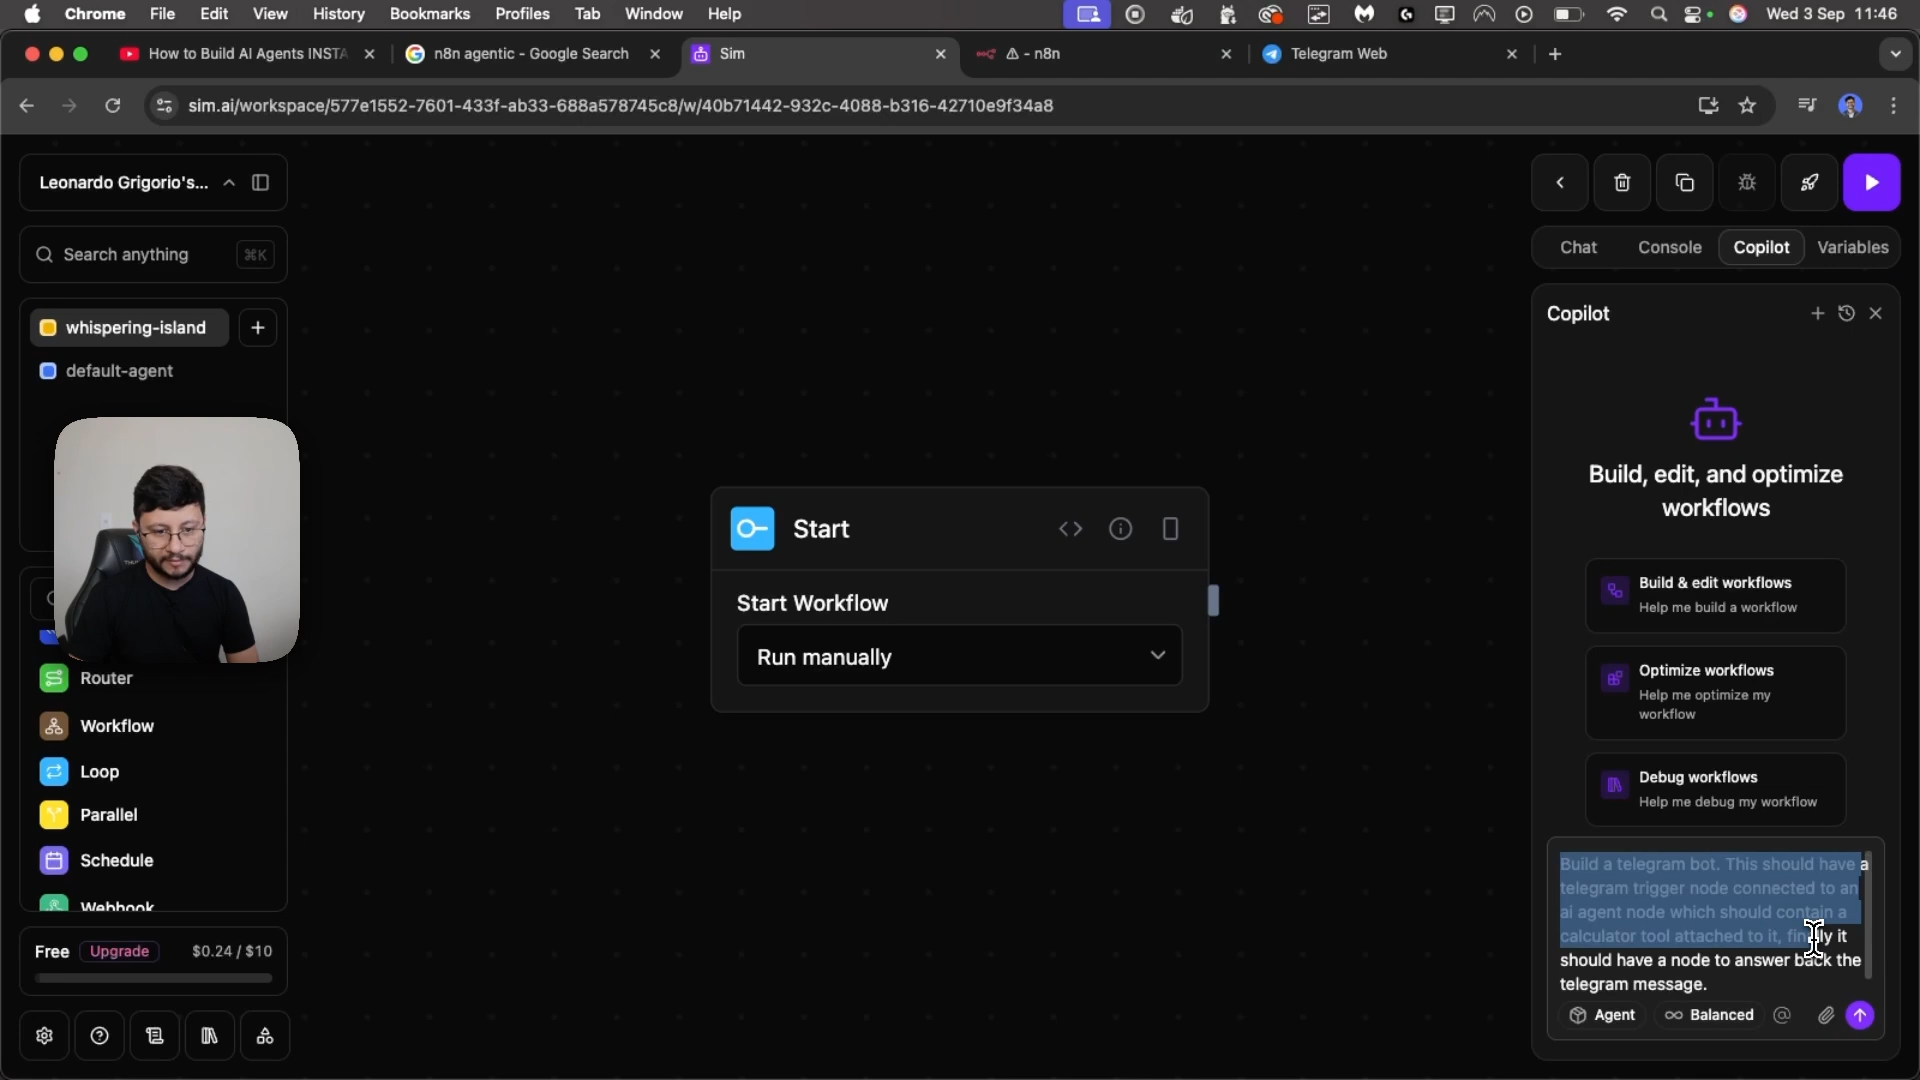 Chrome File Edit View History Bookmarks Profiles Tab Window Help Wed 3 Sep 11:46
How to Build AI Agents INSTA
n8n agentic - Google Search
Sim
⚠ - n8n
Telegram Web
sim.ai/workspace/577e1552-7601-433f-ab33-688a578745c8/w/40b71442-932c-4088-b316-42710e9f34a8
Leonardo Grigorio's...
Search anything ⌘K
whispering-island
default-agent
Router
Workflow
Loop
Parallel
Schedule
Webhook
Free Upgrade $0.24 / $10
Start
Start Workflow
Run manually
Chat Console Copilot Variables
Copilot
Build, edit, and optimize
workflows
Build & edit workflows
Help me build a workflow
Optimize workflows
Help me optimize my
workflow
Debug workflows
Help me debug my workflow
Build a telegram bot. This should have a
telegram trigger node connected to an
ai agent node which should contain a
calculator tool attached to it, finally it
should have a node to answer back the
telegram message.
Agent Balanced